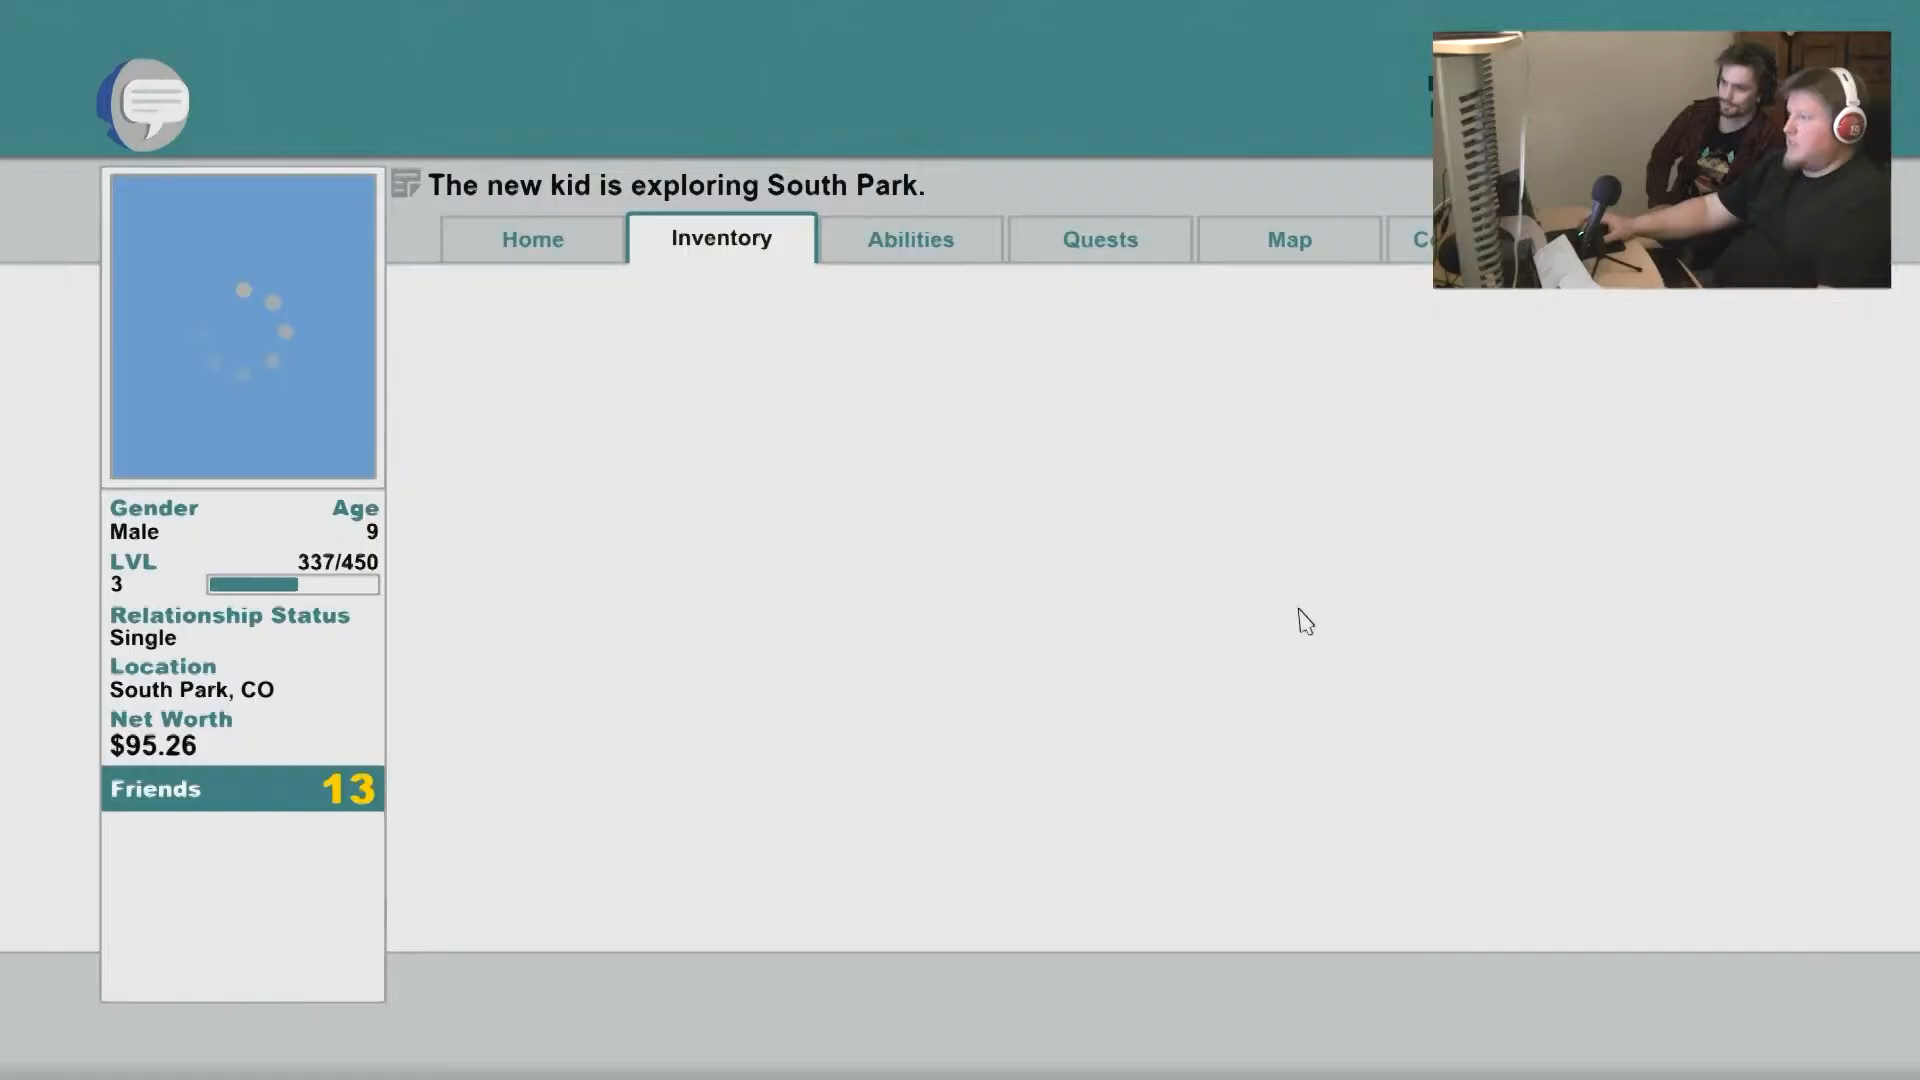 The new kid is exploring South Park.
Home Inventory Abilities Quests Map
Gender Age
Male 9
LVL 337/450
3
Relationship Status
Single
Location
South Park, CO
Net Worth
$95.26
Friends 13